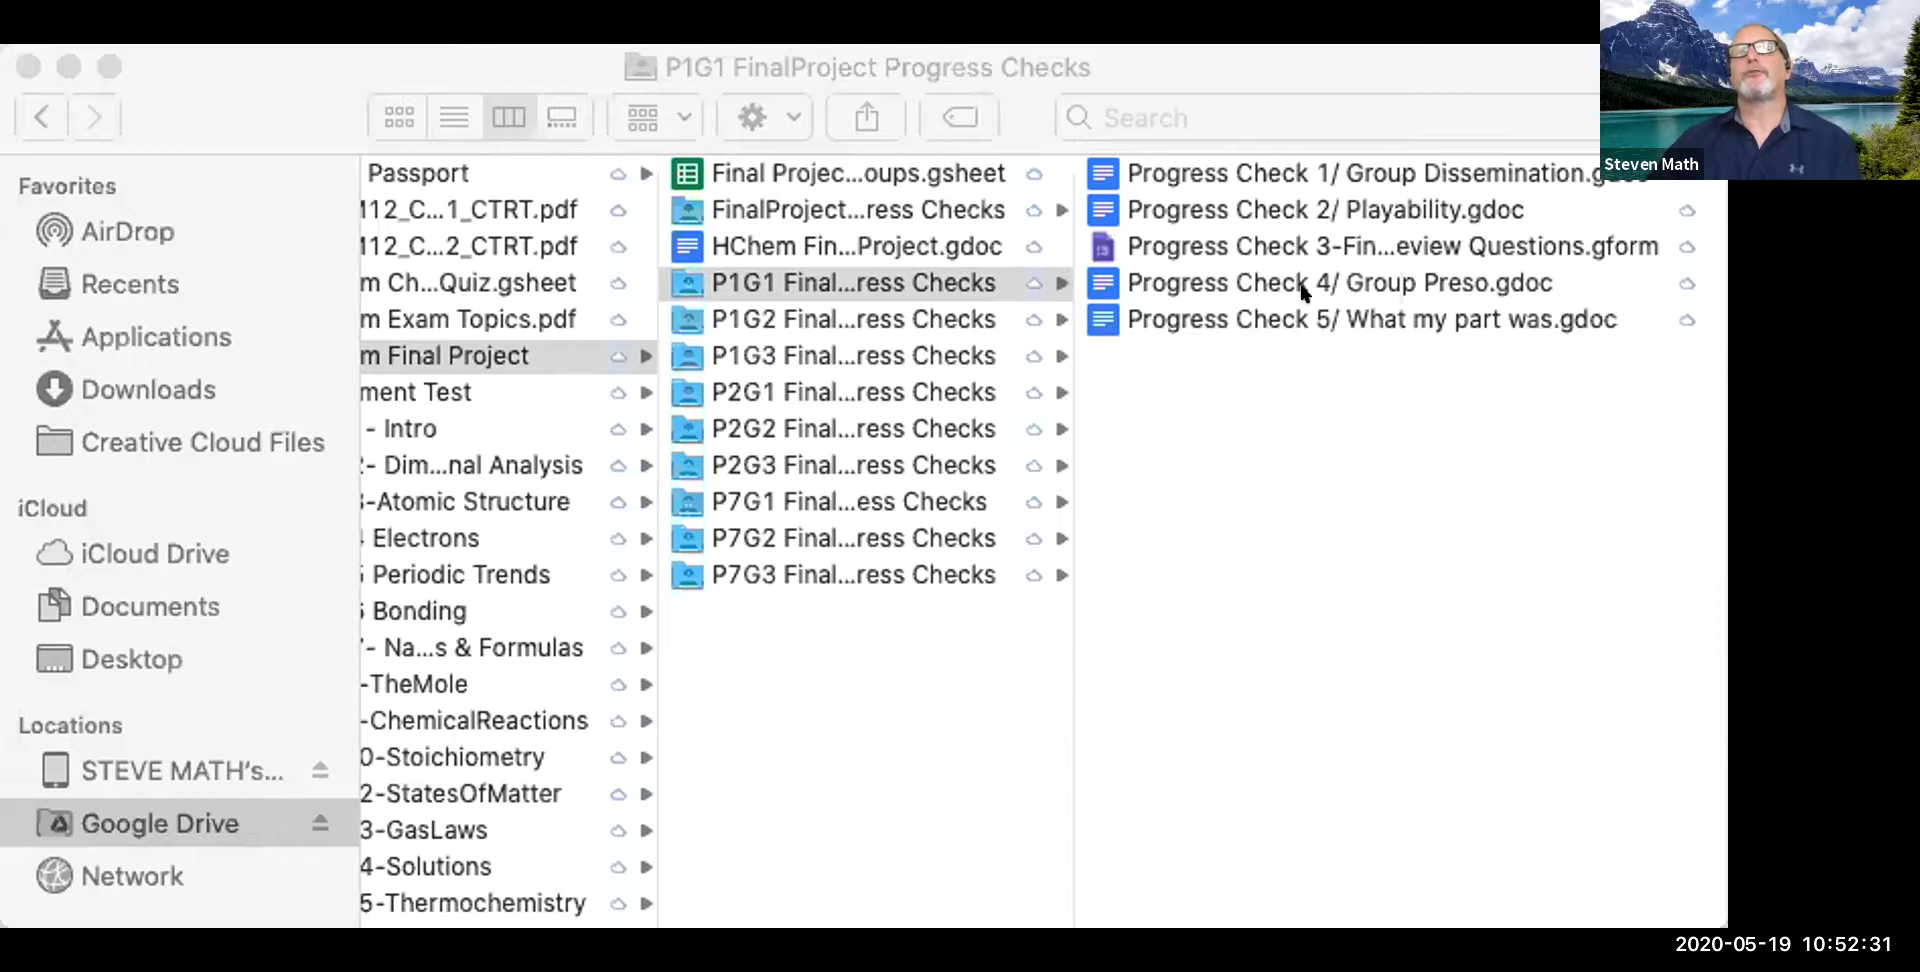 P1G1 FinalProject Progress Checks
Search
Steven Math
Favorites
AirDrop
Recents
Applications
Downloads
Creative Cloud Files
iCloud
iCloud Drive
Documents
Desktop
Locations
STEVE MATH's...
Google Drive
Network
Passport
112_C...1_CTRT.pdf
112_C...2_CTRT.pdf
m Ch...Quiz.gsheet
m Exam Topics.pdf
m Final Project
ment Test
- Intro
- Dim...nal Analysis
-Atomic Structure
Electrons
Periodic Trends
Bonding
- Na...s & Formulas
-TheMole
-ChemicalReactions
0-Stoichiometry
2-StatesOfMatter
3-GasLaws
4-Solutions
5-Thermochemistry
Final Projec...oups.gsheet
FinalProject...ress Checks
HChem Fin...Project.gdoc
P1G1 Final...ress Checks
P1G2 Final...ress Checks
P1G3 Final...ress Checks
P2G1 Final...ress Checks
P2G2 Final...ress Checks
P2G3 Final...ress Checks
P7G1 Final...ess Checks
P7G2 Final...ress Checks
P7G3 Final...ress Checks
Progress Check 1/ Group Dissemination.gdoc
Progress Check 2/ Playability.gdoc
Progress Check 3-Fin...eview Questions.gform
Progress Check 4/ Group Preso.gdoc
Progress Check 5/ What my part was.gdoc
2020-05-19 10:52:31